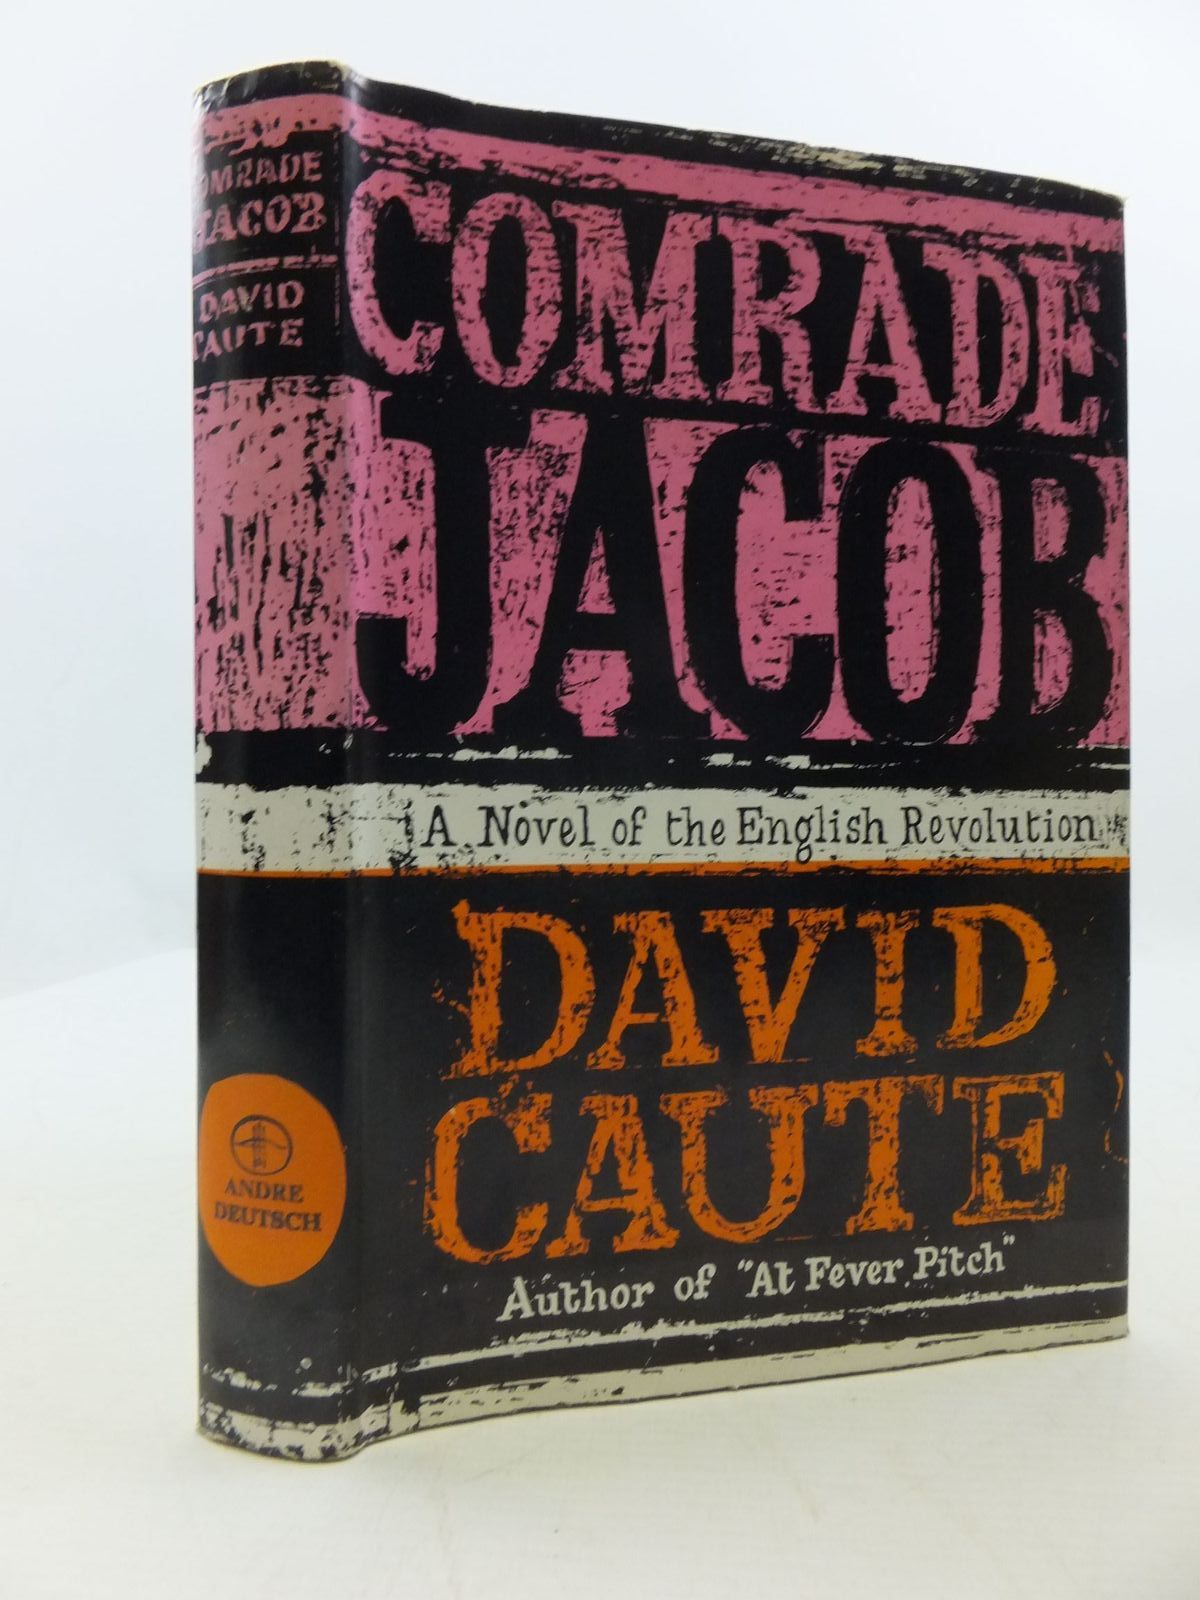 COMRADE
JACOB
DAVID
CAUTE
ANDRE
DEUTSCH
COMRADE
JACOB
A Novel of the English Revolution
DAVID
CAUTE
Author of "At Fever Pitch"